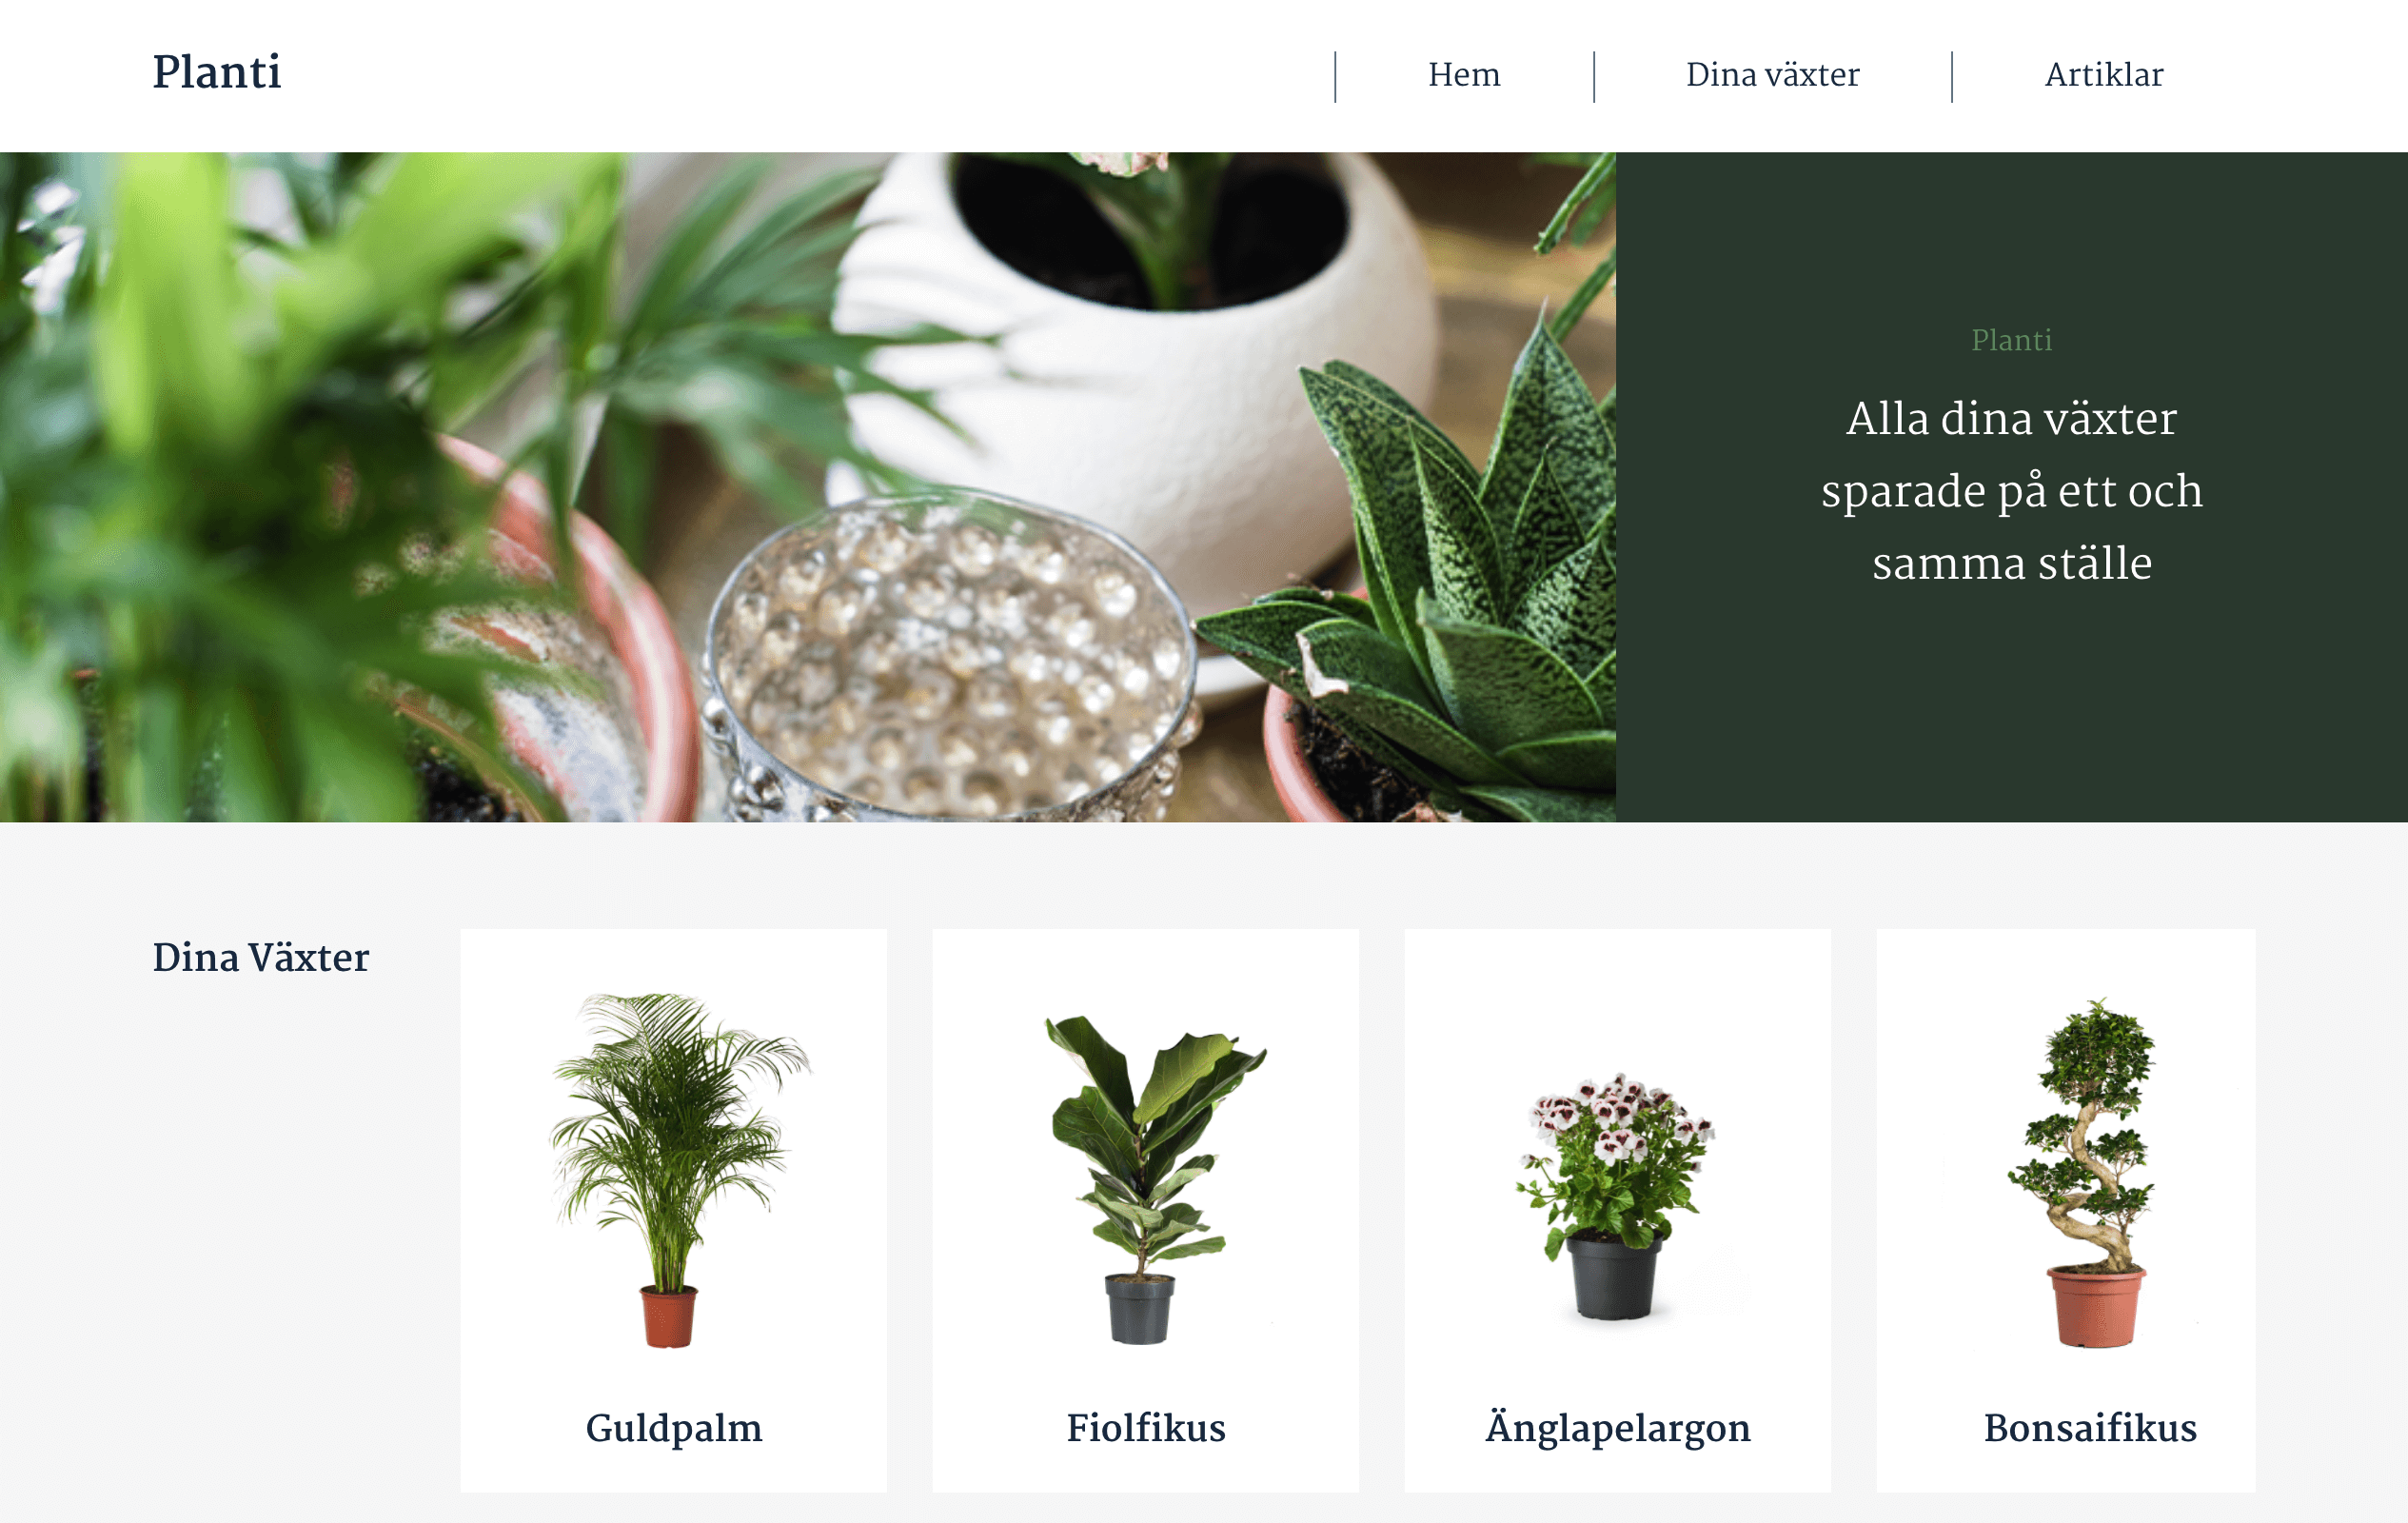 Planti
Hem
Dina växter
Artiklar
Planti
Alla dina växter
sparade på ett och
samma ställe
Dina Växter
Guldpalm
Fiolfikus
Änglapelargon
Bonsaifikus